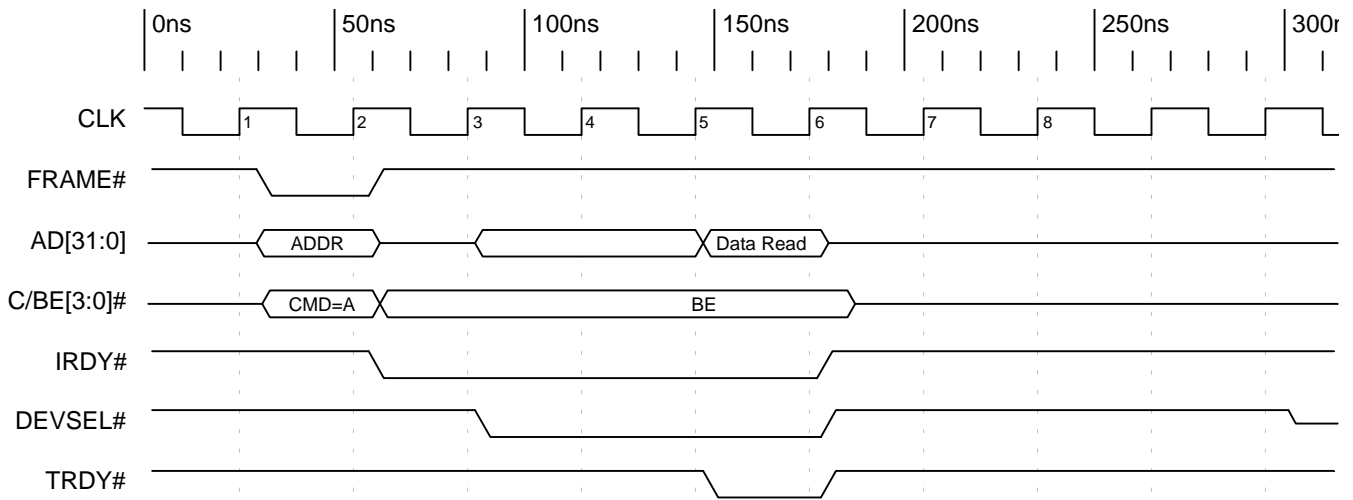 0ns 50ns 100ns 150ns 200ns 250ns 300
CLK 1 2 3 4 5 6 7 8
FRAME#
AD[31:0] ADDR Data Read
C/BE[3:0]# CMD=A BE
IRDY#
DEVSEL#
TRDY#